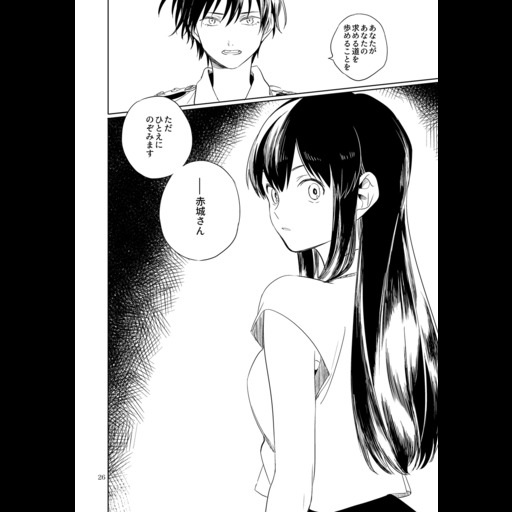 あなたが
あなたの
求める道を
歩めることを
ただ
ひとえに
のぞみます
──赤城さん
26